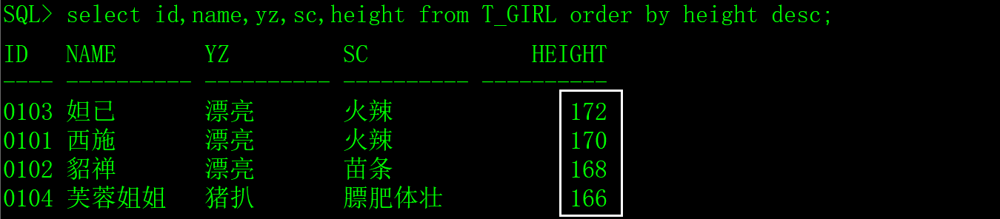 SQL> select id,name,yz,sc,height from T_GIRL order by height desc;
ID   NAME       YZ         SC             HEIGHT
---- ---------- ---------- ---------- ----------
0103 妲己       漂亮       火辣              172
0101 西施       漂亮       火辣              170
0102 貂禅       漂亮       苗条              168
0104 芙蓉姐姐   猪扒       膘肥体壮          166